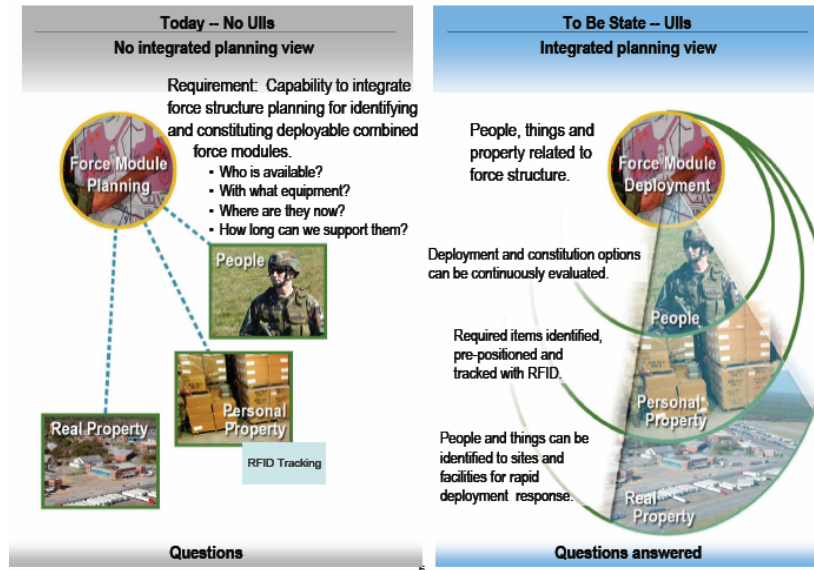 Today -- No UIIs
No integrated planning view
Requirement: Capability to integrate
force structure planning for identifying
and constituting deployable combined
force modules.
• Who is available?
• With what equipment?
• Where are they now?
• How long can we support them?
Force Module
Planning
People
Personal
Property
Real Property
RFID Tracking
Questions
To Be State -- UIIs
Integrated planning view
People, things and
property related to
force structure.
Force Module
Deployment
Deployment and constitution options
can be continuously evaluated.
People
Required items identified,
pre-positioned and
tracked with RFID.
Personal
Property
People and things can be
identified to sites and
facilities for rapid
deployment response.
Real
Property
Questions answered